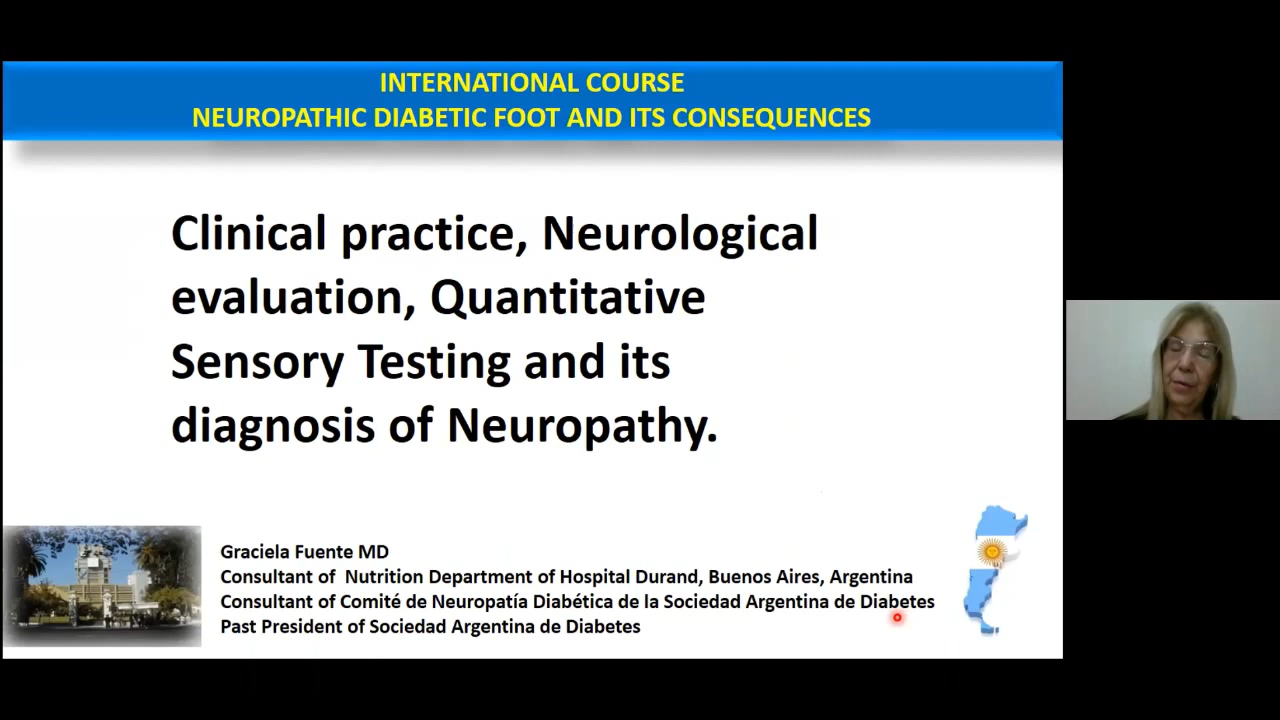 INTERNATIONAL COURSE
NEUROPATHIC DIABETIC FOOT AND ITS CONSEQUENCES
Clinical practice, Neurological
evaluation, Quantitative
Sensory Testing and its
diagnosis of Neuropathy.
Graciela Fuente MD
Consultant of Nutrition Department of Hospital Durand, Buenos Aires, Argentina
Consultant of Comité de Neuropatía Diabética de la Sociedad Argentina de Diabetes
Past President of Sociedad Argentina de Diabetes